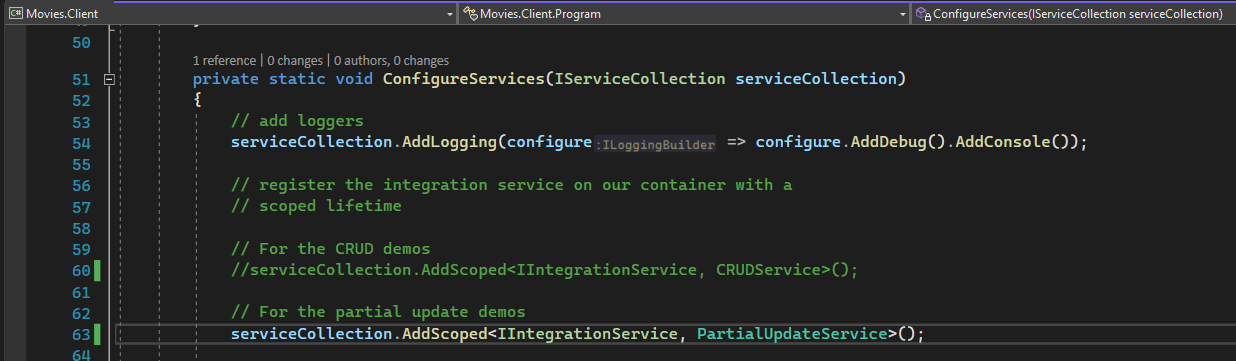 C# Movies.Client
Movies.Client.Program
ConfigureServices(IServiceCollection serviceCollection)
50
1 reference | 0 changes | 0 authors, 0 changes
51 private static void ConfigureServices(IServiceCollection serviceCollection)
52 {
53 // add loggers
54 serviceCollection.AddLogging(configure :ILoggingBuilder => configure.AddDebug().AddConsole());
55
56 // register the integration service on our container with a
57 // scoped lifetime
58
59 // For the CRUD demos
60 //serviceCollection.AddScoped<IIntegrationService, CRUDService>();
61
62 // For the partial update demos
63 serviceCollection.AddScoped<IIntegrationService, PartialUpdateService>();
64